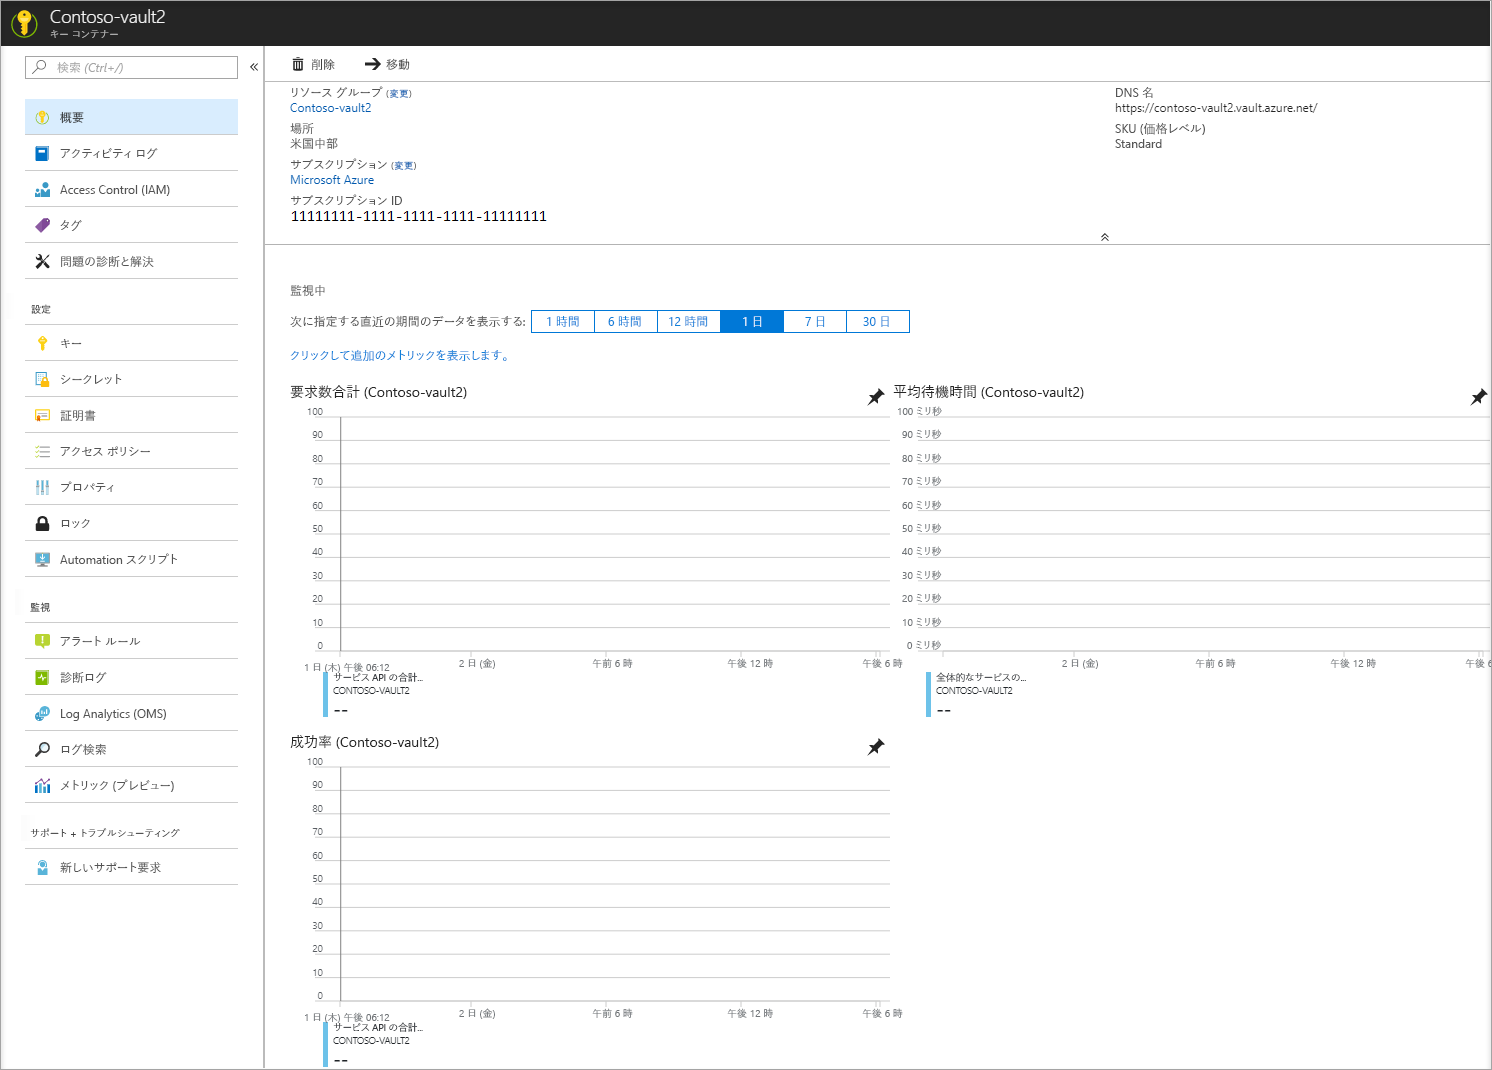 Contoso-vault2
キー コンテナー
検索 (Ctrl+/)
«
概要
アクティビティ ログ
Access Control (IAM)
タグ
問題の診断と解決
設定
キー
シークレット
証明書
アクセス ポリシー
プロパティ
ロック
Automation スクリプト
監視
アラート ルール
診断ログ
Log Analytics (OMS)
ログ検索
メトリック (プレビュー)
サポート + トラブルシューティング
新しいサポート要求
削除 移動
リソース グループ (変更)
Contoso-vault2
場所
米国中部
サブスクリプション (変更)
Microsoft Azure
サブスクリプション ID
11111111-1111-1111-1111-11111111
DNS 名
https://contoso-vault2.vault.azure.net/
SKU (価格レベル)
Standard
監視中
次に指定する直近の期間のデータを表示する: 1 時間 6 時間 12 時間 1 日 7 日 30 日
クリックして追加のメトリックを表示します。
要求数合計 (Contoso-vault2)
100
90
80
70
60
50
40
30
20
10
0
1 日 (木) 午後 06:12 2 日 (金) 午前 6 時 午後 12 時 午後 6 時
サービス API の合計...
CONTOSO-VAULT2
--
平均待機時間 (Contoso-vault2)
100 ミリ秒
90 ミリ秒
80 ミリ秒
70 ミリ秒
60 ミリ秒
50 ミリ秒
40 ミリ秒
30 ミリ秒
20 ミリ秒
10 ミリ秒
0 ミリ秒
2 日 (金) 午前 6 時 午後 12 時 午後 6
全体的なサービスの...
CONTOSO-VAULT2
--
成功率 (Contoso-vault2)
100
90
80
70
60
50
40
30
20
10
0
1 日 (木) 午後 06:12 2 日 (金) 午前 6 時 午後 12 時 午後 6 時
サービス API の合計...
CONTOSO-VAULT2
--